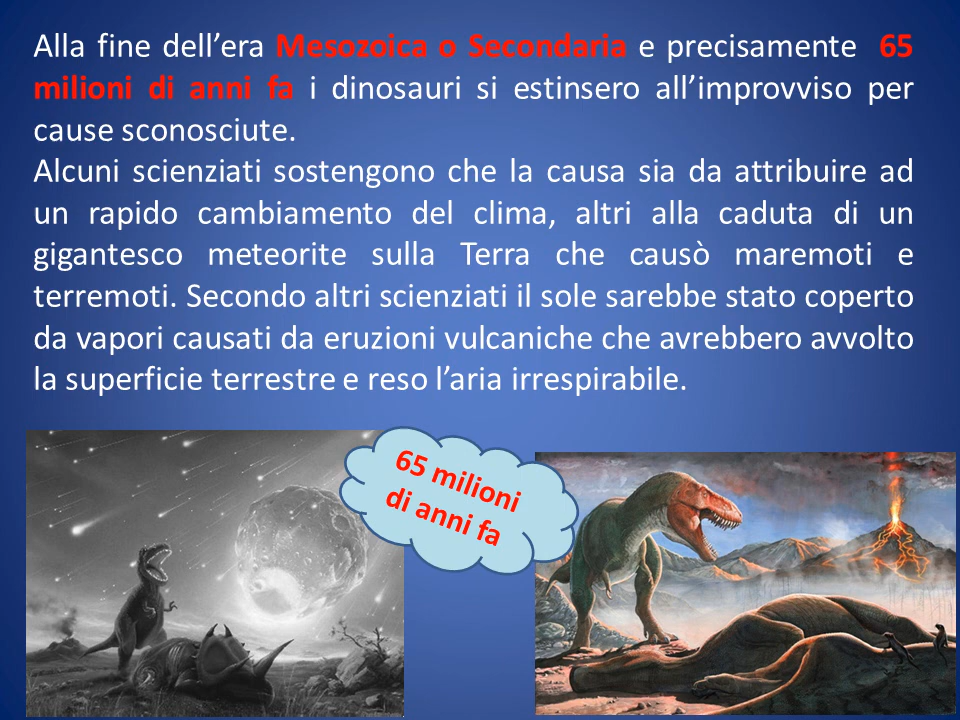 Alla fine dell’era Mesozoica o Secondaria e precisamente 65
milioni di anni fa i dinosauri si estinsero all’improvviso per
cause sconosciute.
Alcuni scienziati sostengono che la causa sia da attribuire ad
un rapido cambiamento del clima, altri alla caduta di un
gigantesco meteorite sulla Terra che causò maremoti e
terremoti. Secondo altri scienziati il sole sarebbe stato coperto
da vapori causati da eruzioni vulcaniche che avrebbero avvolto
la superficie terrestre e reso l’aria irrespirabile.
65 milioni
di anni fa